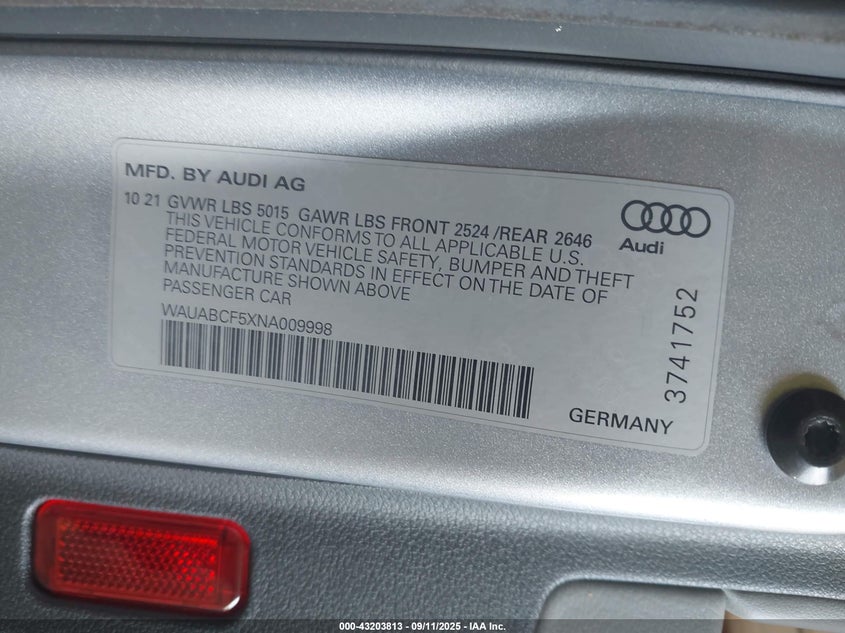 MFD. BY AUDI AG
10 21 GVWR LBS 5015 GAWR LBS FRONT 2524 /REAR 2646
THIS VEHICLE CONFORMS TO ALL APPLICABLE U.S.
FEDERAL MOTOR VEHICLE SAFETY, BUMPER AND THEFT
PREVENTION STANDARDS IN EFFECT ON THE DATE OF
MANUFACTURE SHOWN ABOVE
PASSENGER CAR
WAUABCF5XNA009998
Audi
3741752
GERMANY
000-43203813 - 09/11/2025 - IAA Inc.